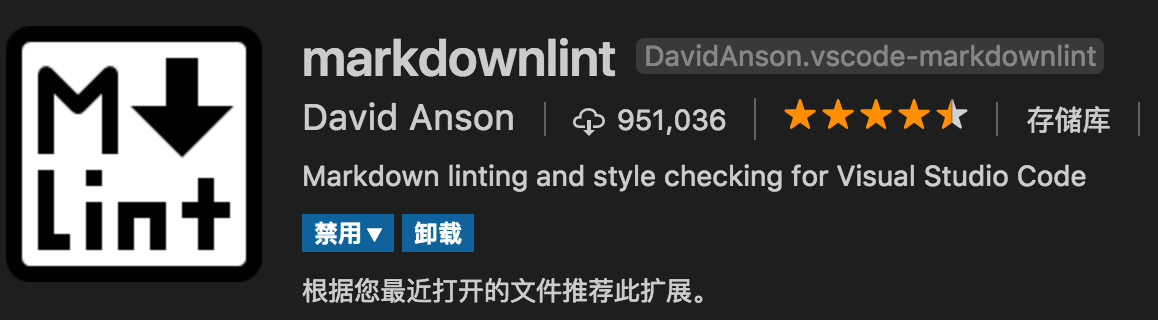 M
Lint
markdownlint DavidAnson.vscode-markdownlint
David Anson 951,036 存储库
Markdown linting and style checking for Visual Studio Code
禁用 卸载
根据您最近打开的文件推荐此扩展。